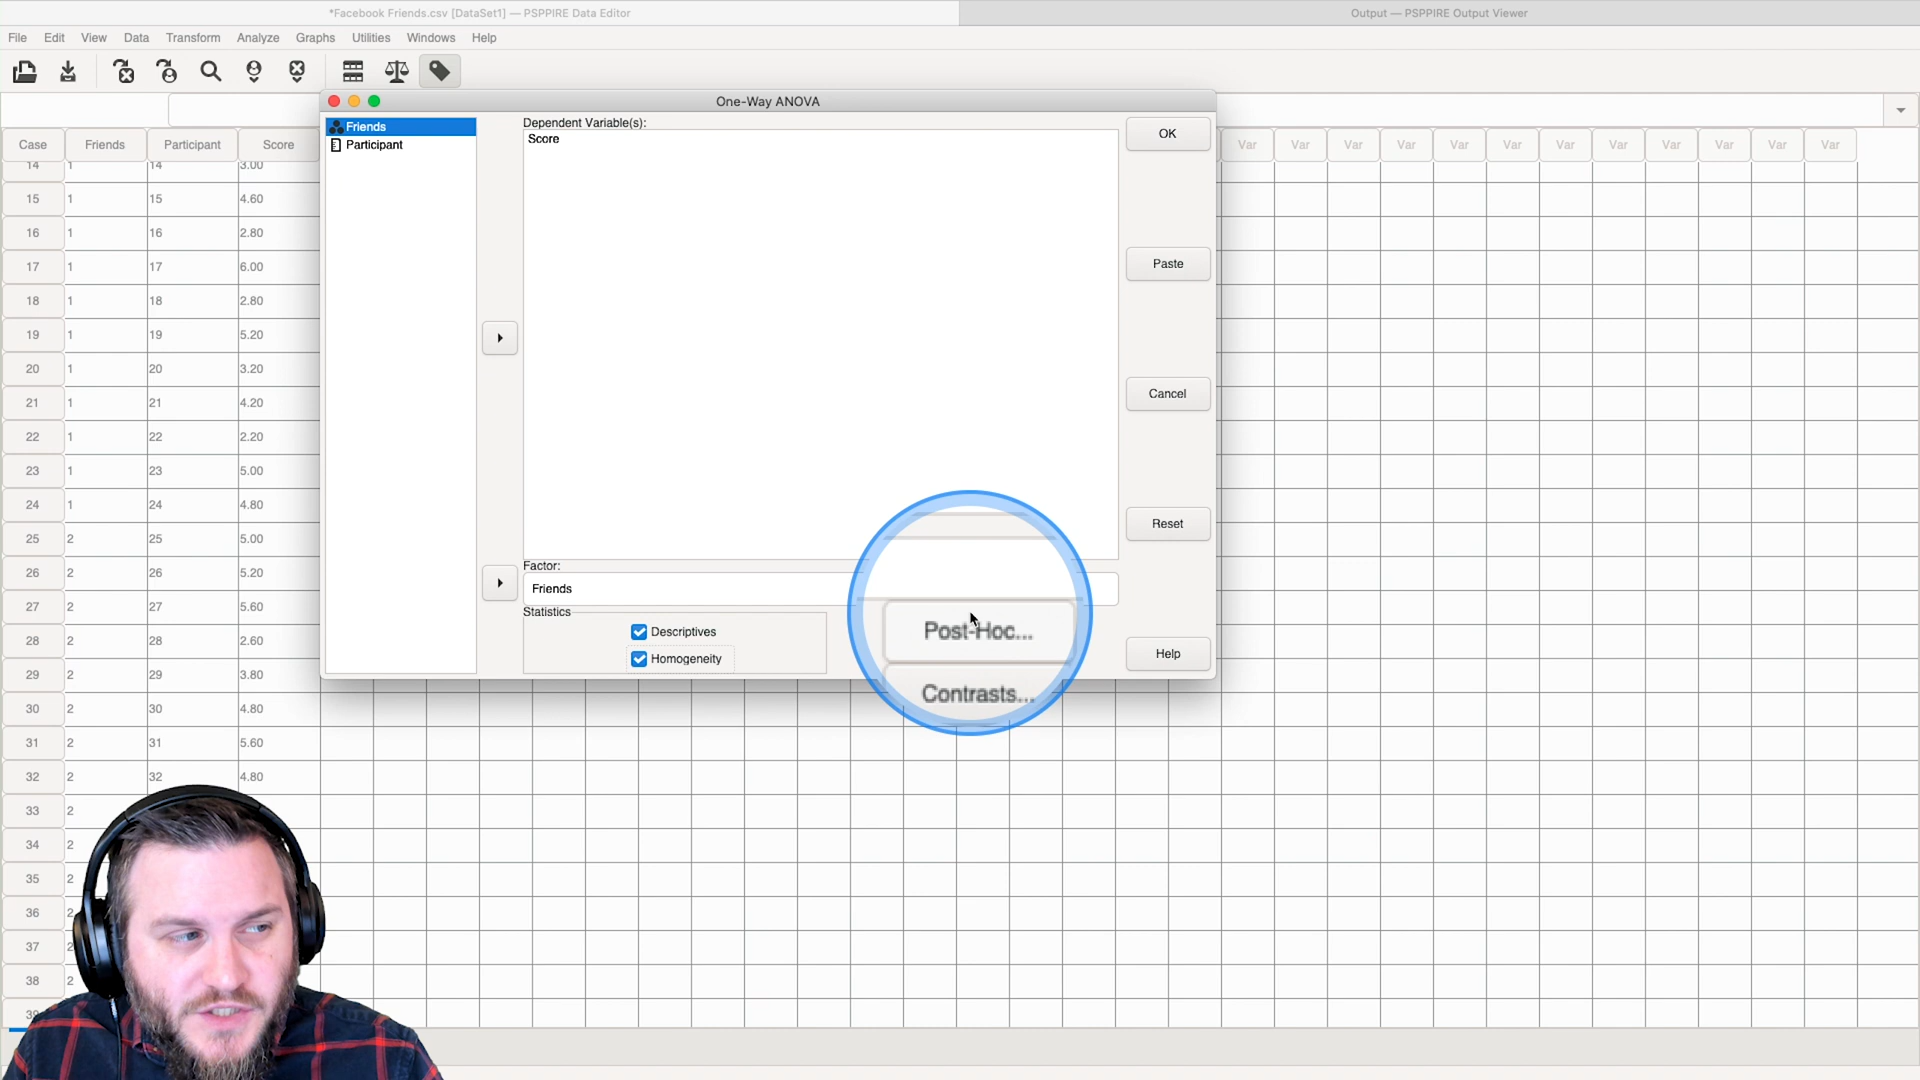 *Facebook Friends.csv [DataSet1] — PSPPIRE Data Editor
Output — PSPPIRE Output Viewer
File Edit View Data Transform Analyze Graphs Utilities Windows Help
One-Way ANOVA
Friends
Participant
Dependent Variable(s):
Score
OK
Paste
Cancel
Reset
Help
Factor:
Friends
Statistics
Descriptives
Homogeneity
Post-Hoc...
Contrasts...
Case Friends Participant Score Var Var Var Var Var Var Var Var Var Var Var Var
14 1 14 3.00
15 1 15 4.60
16 1 16 2.80
17 1 17 6.00
18 1 18 2.80
19 1 19 5.20
20 1 20 3.20
21 1 21 4.20
22 1 22 2.20
23 1 23 5.00
24 1 24 4.80
25 2 25 5.00
26 2 26 5.20
27 2 27 5.60
28 2 28 2.60
29 2 29 3.80
30 2 30 4.80
31 2 31 5.60
32 2 32 4.80
33 2
34 2
35 2
36 2
37 2
38 2
39